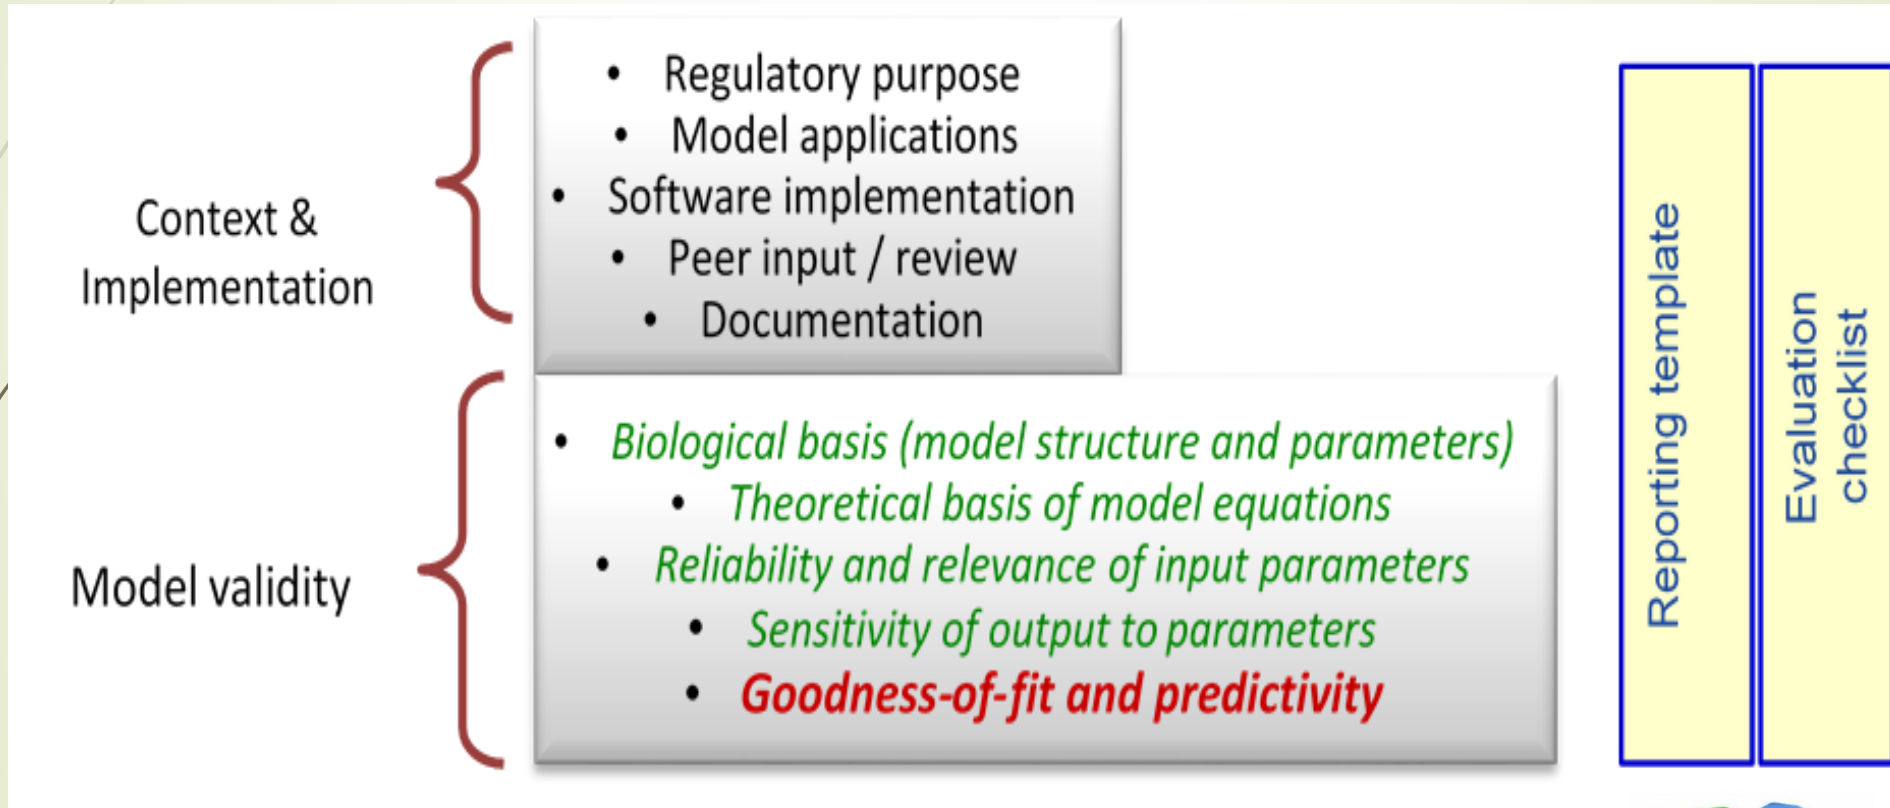 Context &
Implementation
• Regulatory purpose
• Model applications
• Software implementation
• Peer input / review
• Documentation
Model validity
• Biological basis (model structure and parameters)
• Theoretical basis of model equations
• Reliability and relevance of input parameters
• Sensitivity of output to parameters
• Goodness-of-fit and predictivity
Reporting template
Evaluation
checklist